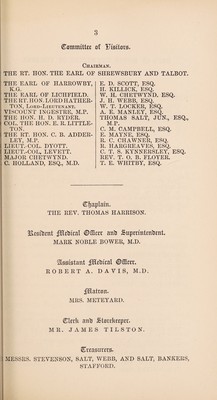 3
Committee of Visitors.
CHAIRMAN.
THE RT. HON. THE EARL OF SHREWSBURY AND TALBOT.
THE EARL OF HARROWBY, K.G.
THE EARL OF LICHFIELD.
THE RT. HON. LORD HATHERTON, LORD-LIEUTENANT.
VISCOUNT INGESTRE, M.P.
THE HON. H. D. RYDER.
COL. THE HON. E. R. LITTLETON.
THE RT. HON. C. B. ADDERLEY, M.P.
LIEUT.-COL. DYOTT.
LIEUT.-COL. LEVETT.
MAJOR CHETWYND.
C. HOLLAND, ESQ., M.D.
E. D. SCOTT, ESQ.
H. KILLICK, ESQ.
W. H. CHETWYND, ESQ.
J. H. WEBB, ESQ.
W. T. LOCKER, ESQ.
A. E. MANLEY, ESQ.
THOMAS SALT, JUN., ESQ., M.P.
C. M. CAMPBELL, ESQ.
E. MAYNE, ESQ.
R. C. CHAWNER, ESQ.
R. HARGREAVES, ESQ.
C. T. S. KYNNERSLEY, ESQ.
REV. T. O. B. FLOYER.
T. E. WHITBY, ESQ.
Chaplain.
THE REV. THOMAS HARRISON.
Resident Medical Officer and Superintendent.
MARK NOBLE BOWER, M.D.
Assistant Medical Officer.
ROBERT A. DAVIS, M.D.
Matron.
MRS. METEYARD.
Clerk and Storekeeper.
MR. JAMES TILSTON.
Treasurers.
MESSRS. STEVENSON, SALT, WEBB, AND SALT, BANKERS,
STAFFORD.